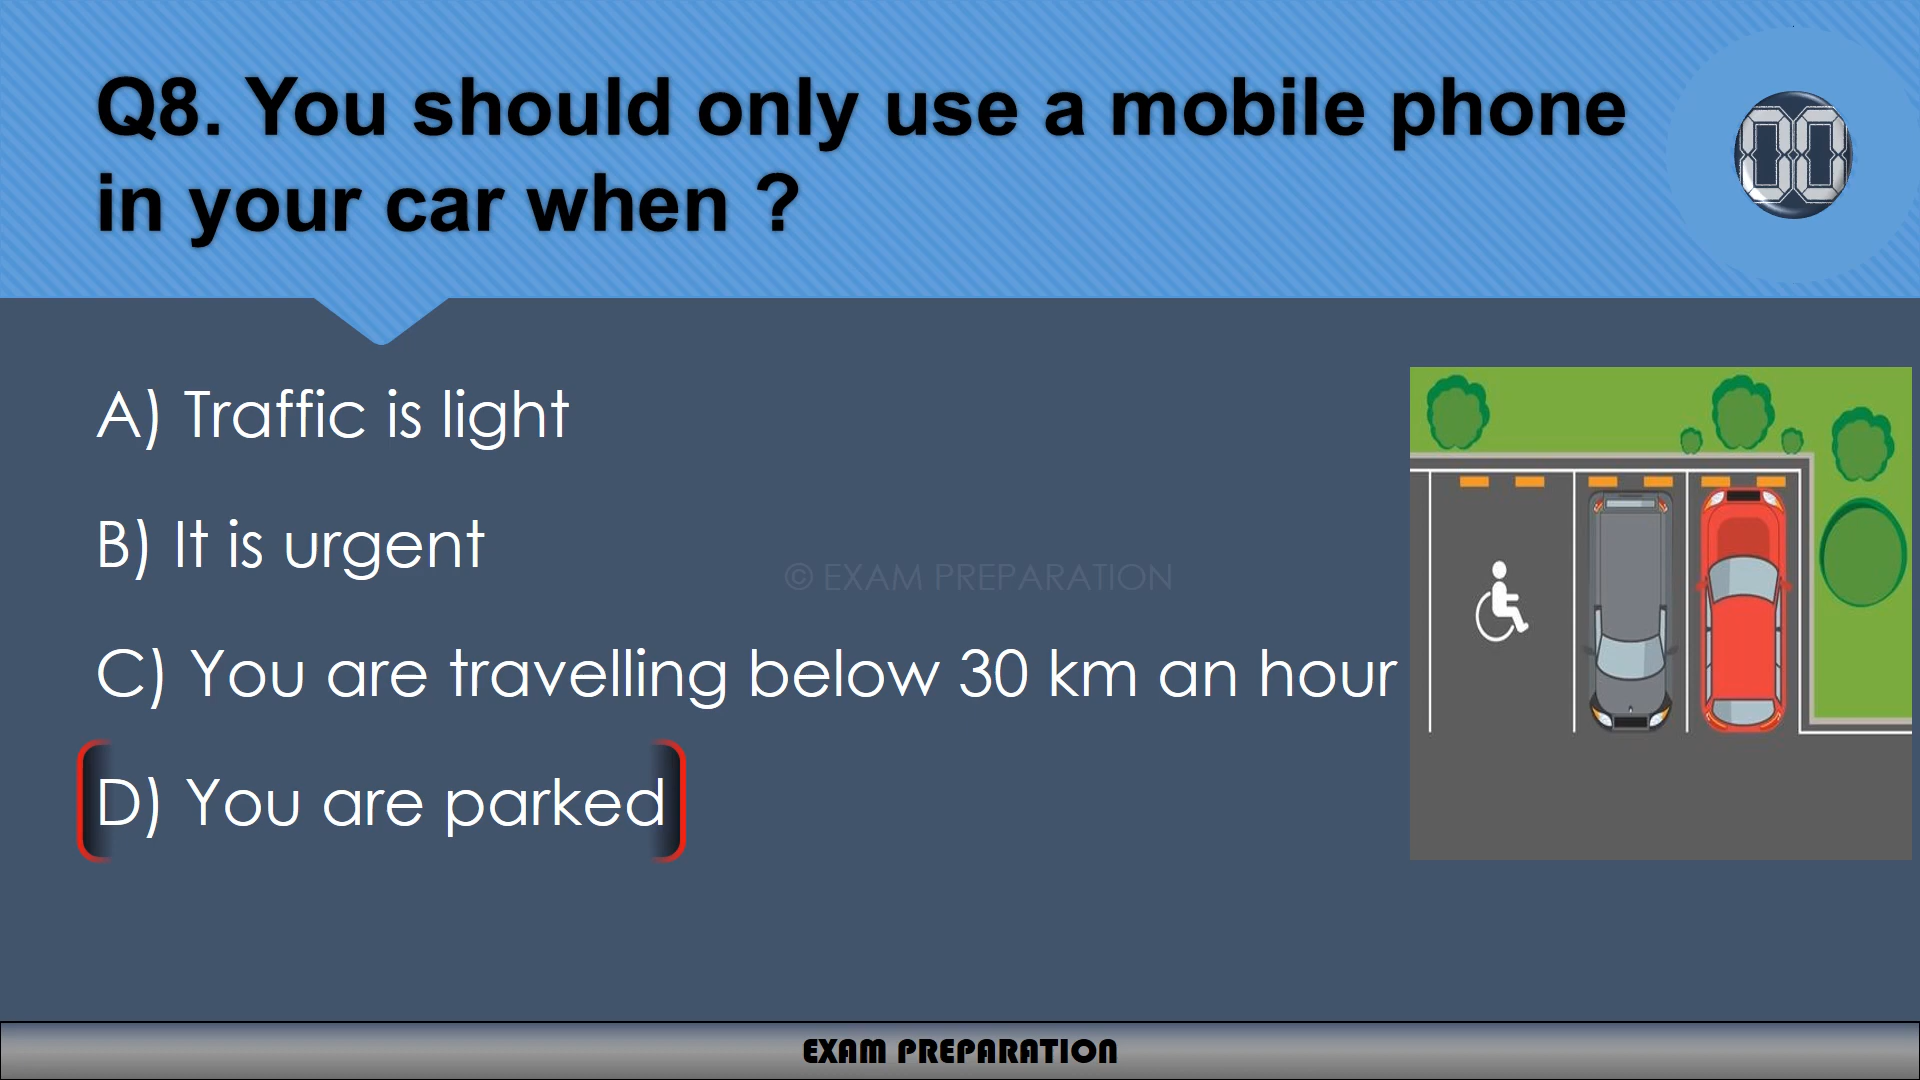 Q8. You should only use a mobile phone
in your car when ?
00
A) Traffic is light
B) It is urgent
© EXAM PREPARATION
C) You are travelling below 30 km an hour
D) You are parked
EXAM PREPARATION